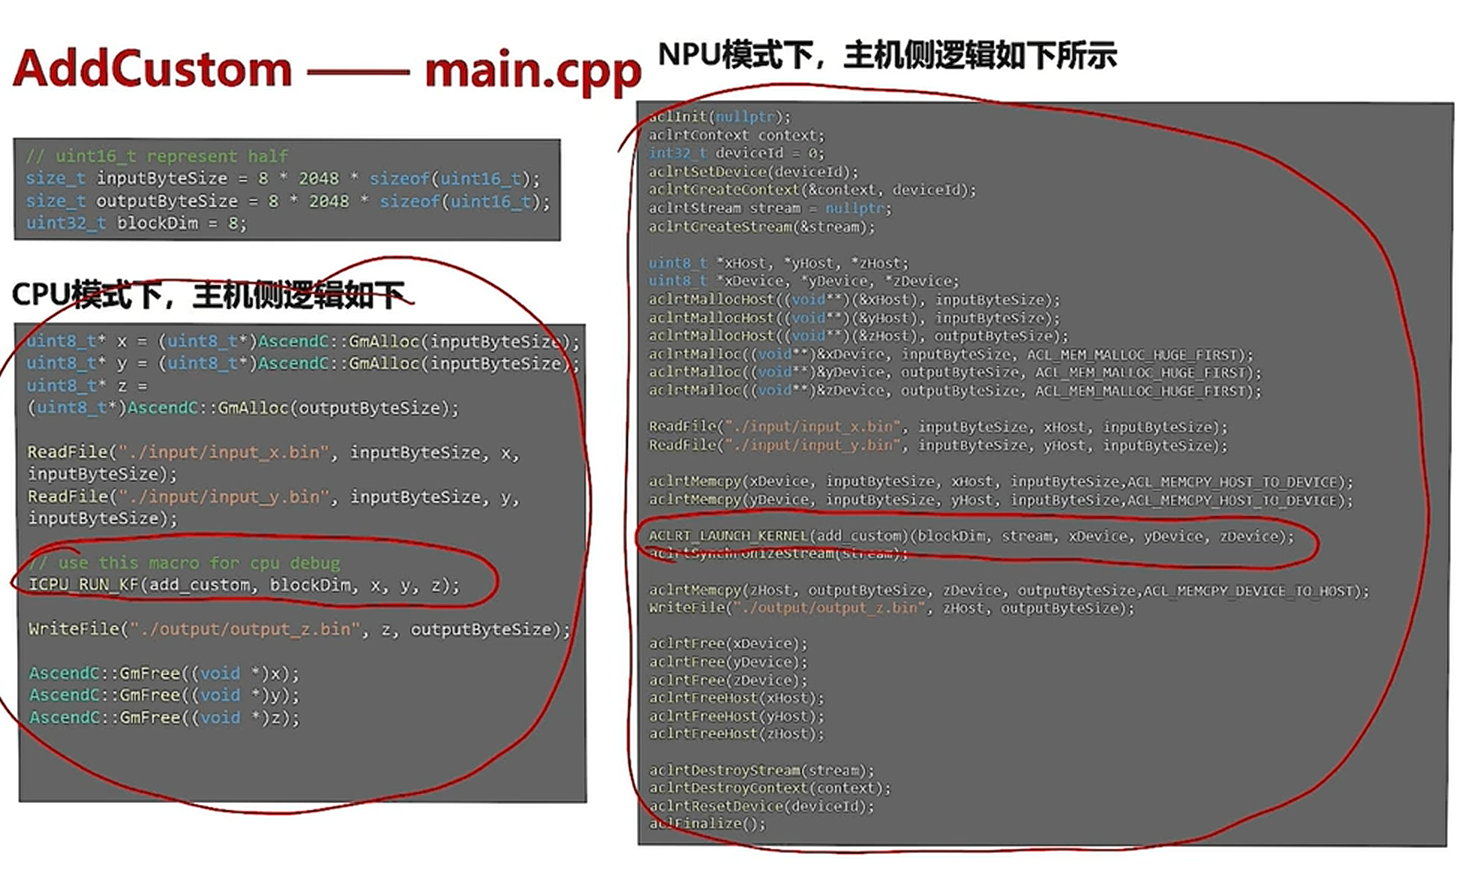 AddCustom —— main.cpp
// uint16_t represent half
size_t inputByteSize = 8 * 2048 * sizeof(uint16_t);
size_t outputByteSize = 8 * 2048 * sizeof(uint16_t);
uint32_t blockDim = 8;
CPU模式下，主机侧逻辑如下
uint8_t* x = (uint8_t*)AscendC::GmAlloc(inputByteSize);
uint8_t* y = (uint8_t*)AscendC::GmAlloc(inputByteSize);
uint8_t* z =
(uint8_t*)AscendC::GmAlloc(outputByteSize);
ReadFile("./input/input_x.bin", inputByteSize, x,
inputByteSize);
ReadFile("./input/input_y.bin", inputByteSize, y,
inputByteSize);
// use this macro for cpu debug
ICPU_RUN_KF(add_custom, blockDim, x, y, z);
WriteFile("./output/output_z.bin", z, outputByteSize);
AscendC::GmFree((void *)x);
AscendC::GmFree((void *)y);
AscendC::GmFree((void *)z);
NPU模式下，主机侧逻辑如下所示
aclInit(nullptr);
aclrtContext context;
int32_t deviceId = 0;
aclrtSetDevice(deviceId);
aclrtCreateContext(&context, deviceId);
aclrtStream stream = nullptr;
aclrtCreateStream(&stream);
uint8_t *xHost, *yHost, *zHost;
uint8_t *xDevice, *yDevice, *zDevice;
aclrtMallocHost((void**)(&xHost), inputByteSize);
aclrtMallocHost((void**)(&yHost), inputByteSize);
aclrtMallocHost((void**)(&zHost), outputByteSize);
aclrtMalloc((void**)&xDevice, inputByteSize, ACL_MEM_MALLOC_HUGE_FIRST);
aclrtMalloc((void**)&yDevice, outputByteSize, ACL_MEM_MALLOC_HUGE_FIRST);
aclrtMalloc((void**)&zDevice, outputByteSize, ACL_MEM_MALLOC_HUGE_FIRST);
ReadFile("./input/input_x.bin", inputByteSize, xHost, inputByteSize);
ReadFile("./input/input_y.bin", inputByteSize, yHost, inputByteSize);
aclrtMemcpy(xDevice, inputByteSize, xHost, inputByteSize,ACL_MEMCPY_HOST_TO_DEVICE);
aclrtMemcpy(yDevice, inputByteSize, yHost, inputByteSize,ACL_MEMCPY_HOST_TO_DEVICE);
ACLRT_LAUNCH_KERNEL(add_custom)(blockDim, stream, xDevice, yDevice, zDevice);
aclrtSynchronizeStream(stream);
aclrtMemcpy(zHost, outputByteSize, zDevice, outputByteSize,ACL_MEMCPY_DEVICE_TO_HOST);
WriteFile("./output/output_z.bin", zHost, outputByteSize);
aclrtFree(xDevice);
aclrtFree(yDevice);
aclrtFree(zDevice);
aclrtFreeHost(xHost);
aclrtFreeHost(yHost);
aclrtFreeHost(zHost);
aclrtDestroyStream(stream);
aclrtDestroyContext(context);
aclrtResetDevice(deviceId);
aclFinalize();